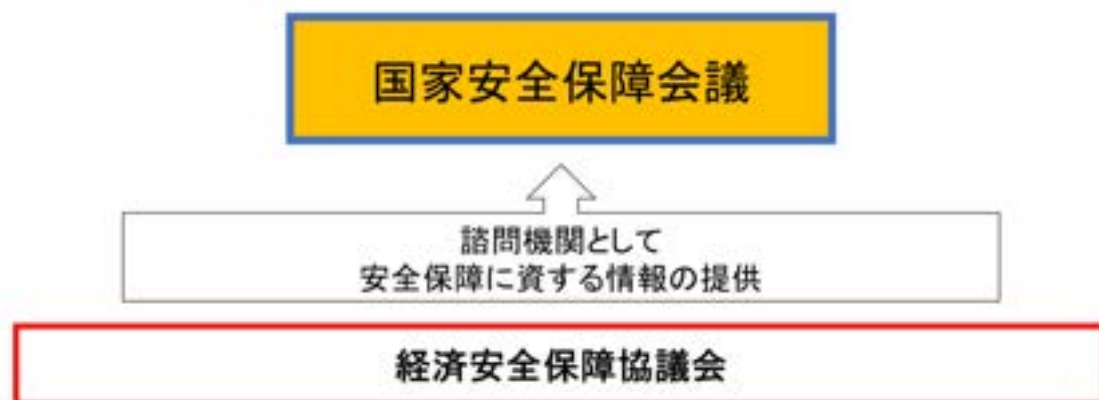 国家安全保障会議
諮問機関として
安全保障に資する情報の提供
経済安全保障協議会